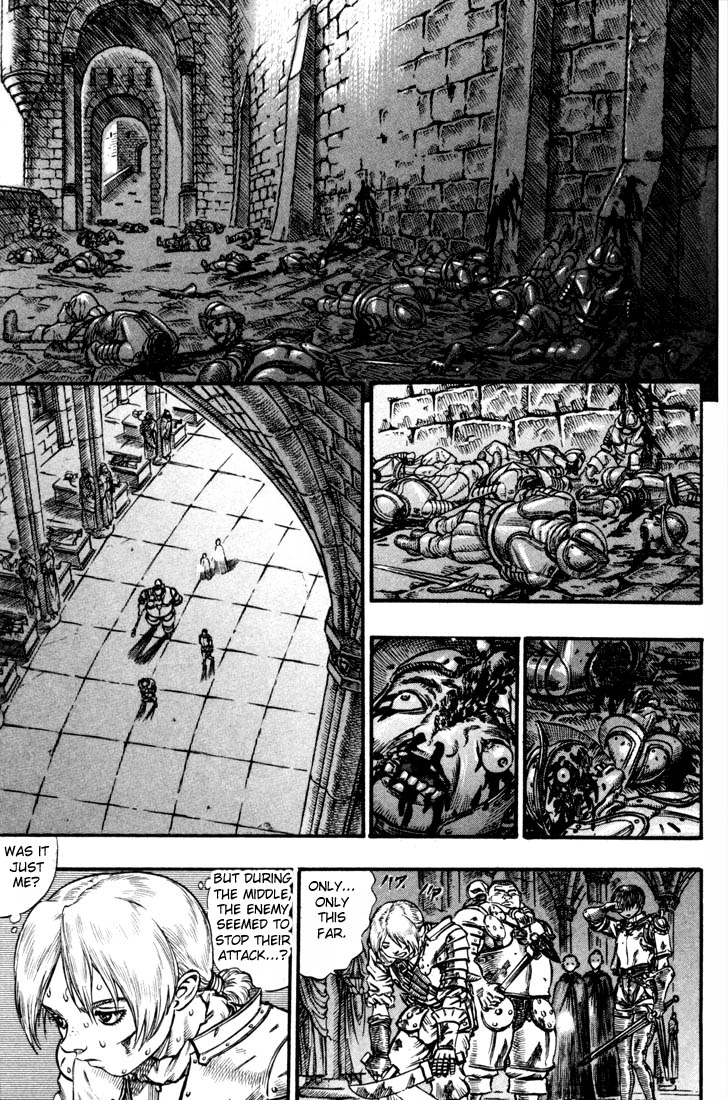 ONLY...
ONLY
THIS
FAR.
BUT DURING
THE MIDDLE,
THE ENEMY
SEEMED TO
STOP THEIR
ATTACK...?
WAS IT
JUST
ME?